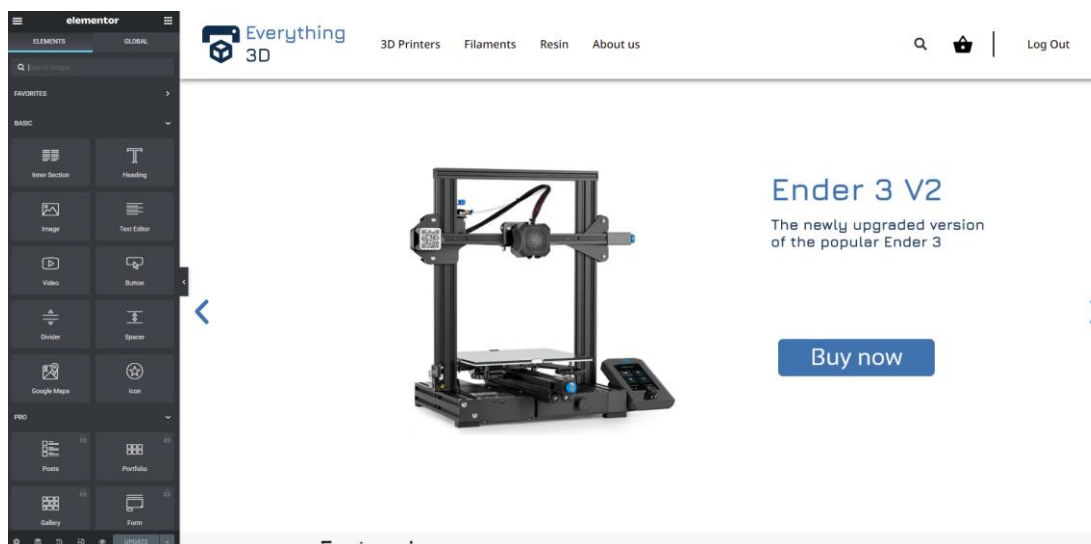 elementor
ELEMENTS GLOBAL
Search Widget...
FAVORITES
BASIC
Inner Section Heading
Image Text Editor
Video Button
Divider Spacer
Google Maps Icon
PRO
Posts Portfolio
Gallery Form
UPDATE
Everything
3D
3D Printers Filaments Resin About us
Log Out
Ender 3 V2
The newly upgraded version
of the popular Ender 3
Buy now